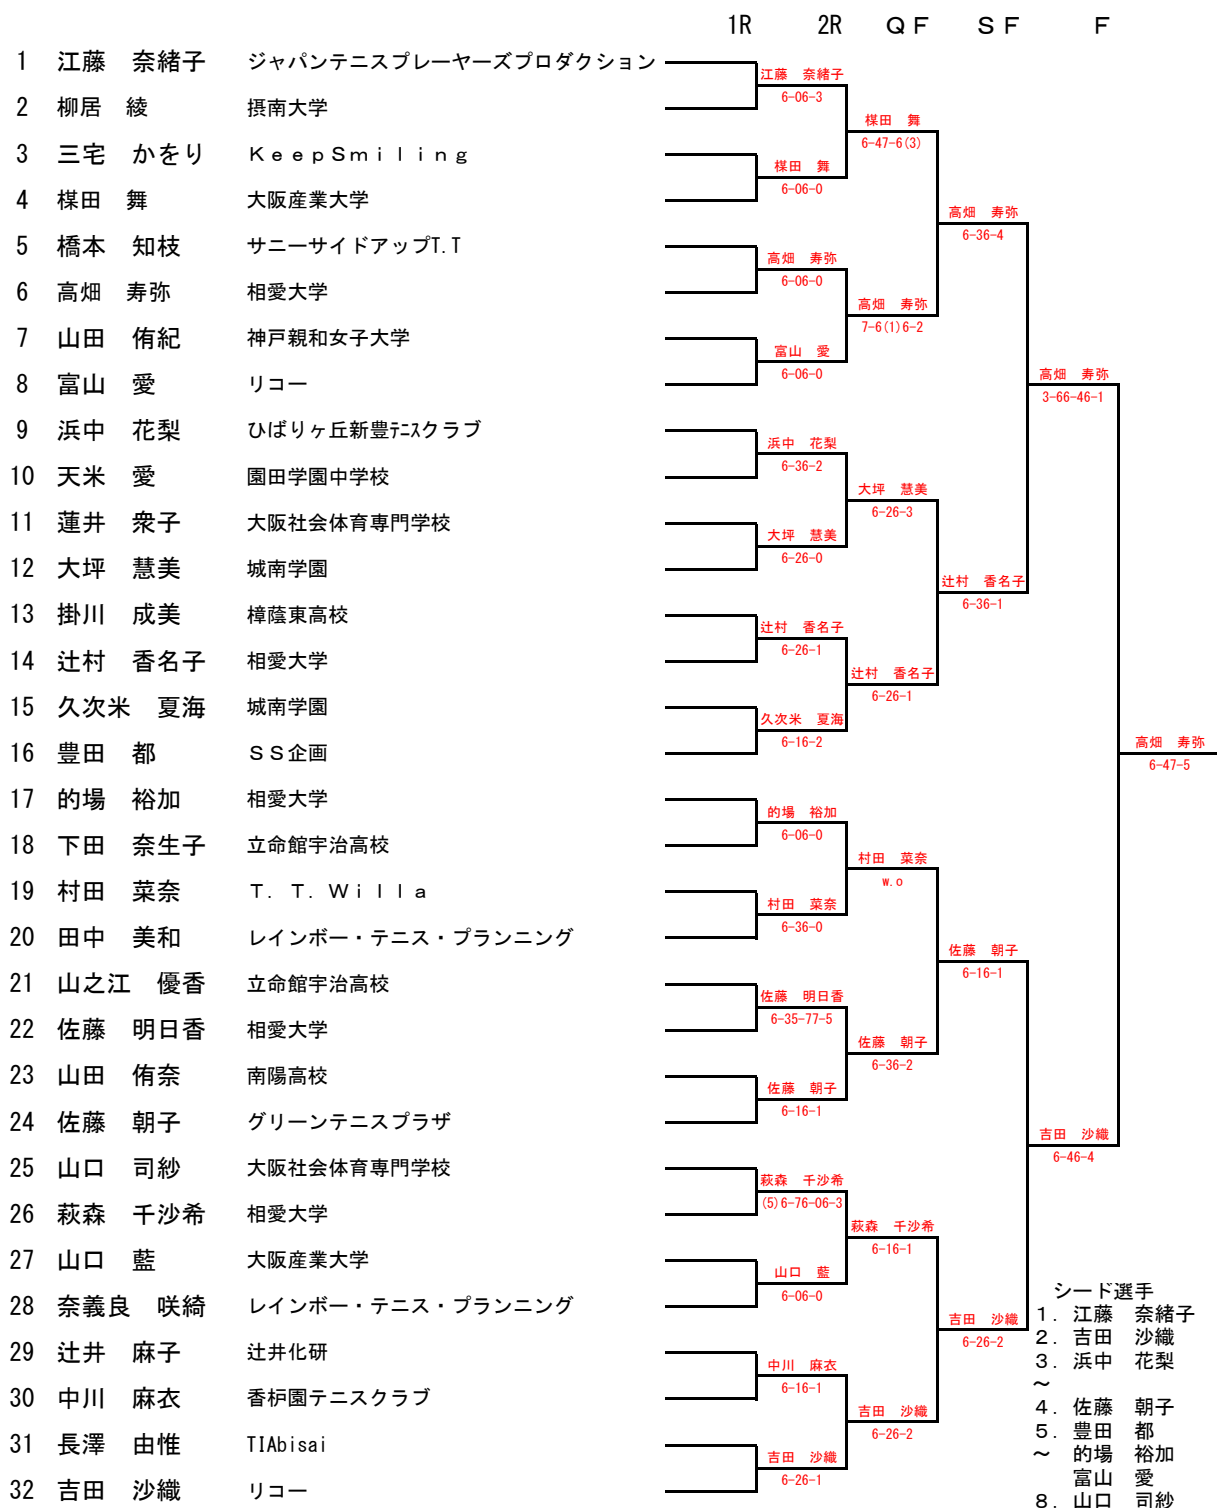 1R 2R ＱＦ ＳＦ Ｆ
1 江藤　奈緒子 ジャパンテニスプレーヤーズプロダクション
江藤　奈緒子
6-06-3
2 柳居　綾 摂南大学
楳田　舞
6-47-6(3)
3 三宅　かをり ＫｅｅｐＳｍｉｌｉｎｇ
楳田　舞
6-06-0
4 楳田　舞 大阪産業大学
高畑　寿弥
6-36-4
5 橋本　知枝 サニーサイドアップT.T
高畑　寿弥
6-06-0
6 高畑　寿弥 相愛大学
高畑　寿弥
7-6(1)6-2
7 山田　侑紀 神戸親和女子大学
富山　愛
6-06-0
8 富山　愛 リコー
高畑　寿弥
3-66-46-1
9 浜中　花梨 ひばりヶ丘新豊ﾃﾆｽクラブ
浜中　花梨
6-36-2
10 天米　愛 園田学園中学校
大坪　慧美
6-26-3
11 蓮井　衆子 大阪社会体育専門学校
大坪　慧美
6-26-0
12 大坪　慧美 城南学園
辻村　香名子
6-36-1
13 掛川　成美 樟蔭東高校
辻村　香名子
6-26-1
14 辻村　香名子 相愛大学
辻村　香名子
6-26-1
15 久次米　夏海 城南学園
久次米　夏海
6-16-2
16 豊田　都 ＳＳ企画
高畑　寿弥
6-47-5
17 的場　裕加 相愛大学
的場　裕加
6-06-0
18 下田　奈生子 立命館宇治高校
村田　菜奈
w.o
19 村田　菜奈 Ｔ．Ｔ．Ｗｉｌｌａ
村田　菜奈
6-36-0
20 田中　美和 レインボー・テニス・プランニング
佐藤　朝子
6-16-1
21 山之江　優香 立命館宇治高校
佐藤　明日香
6-35-77-5
22 佐藤　明日香 相愛大学
佐藤　朝子
6-36-2
23 山田　侑奈 南陽高校
佐藤　朝子
6-16-1
24 佐藤　朝子 グリーンテニスプラザ
吉田　沙織
6-46-4
25 山口　司紗 大阪社会体育専門学校
萩森　千沙希
(5)6-76-06-3
26 萩森　千沙希 相愛大学
萩森　千沙希
6-16-1
27 山口　藍 大阪産業大学
山口　藍
6-06-0
28 奈義良　咲綺 レインボー・テニス・プランニング
吉田　沙織
6-26-2
29 辻井　麻子 辻井化研
中川　麻衣
6-16-1
30 中川　麻衣 香枦園テニスクラブ
吉田　沙織
6-26-2
31 長澤　由惟 TIAbisai
吉田　沙織
6-26-1
32 吉田　沙織 リコー
シード選手
１．江藤　奈緒子
２．吉田　沙織
３．浜中　花梨
～
４．佐藤　朝子
５．豊田　都
～　的場　裕加
富山　愛
８．山口　司紗